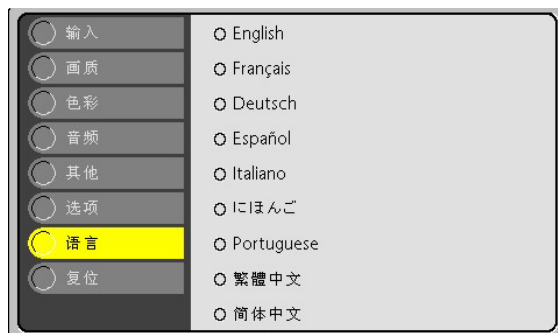 输入
画质
色彩
音频
其他
选项
语言
复位
English
Français
Deutsch
Español
Italiano
にほんご
Portuguese
繁體中文
简体中文